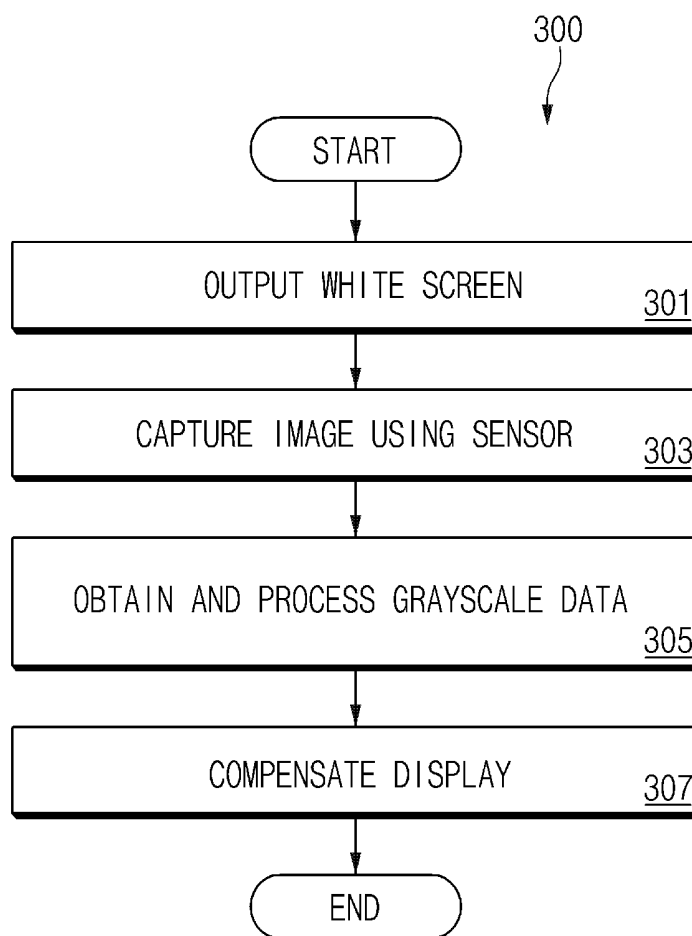 300
START
OUTPUT WHITE SCREEN
301
CAPTURE IMAGE USING SENSOR
303
OBTAIN AND PROCESS GRAYSCALE DATA
305
COMPENSATE DISPLAY
307
END